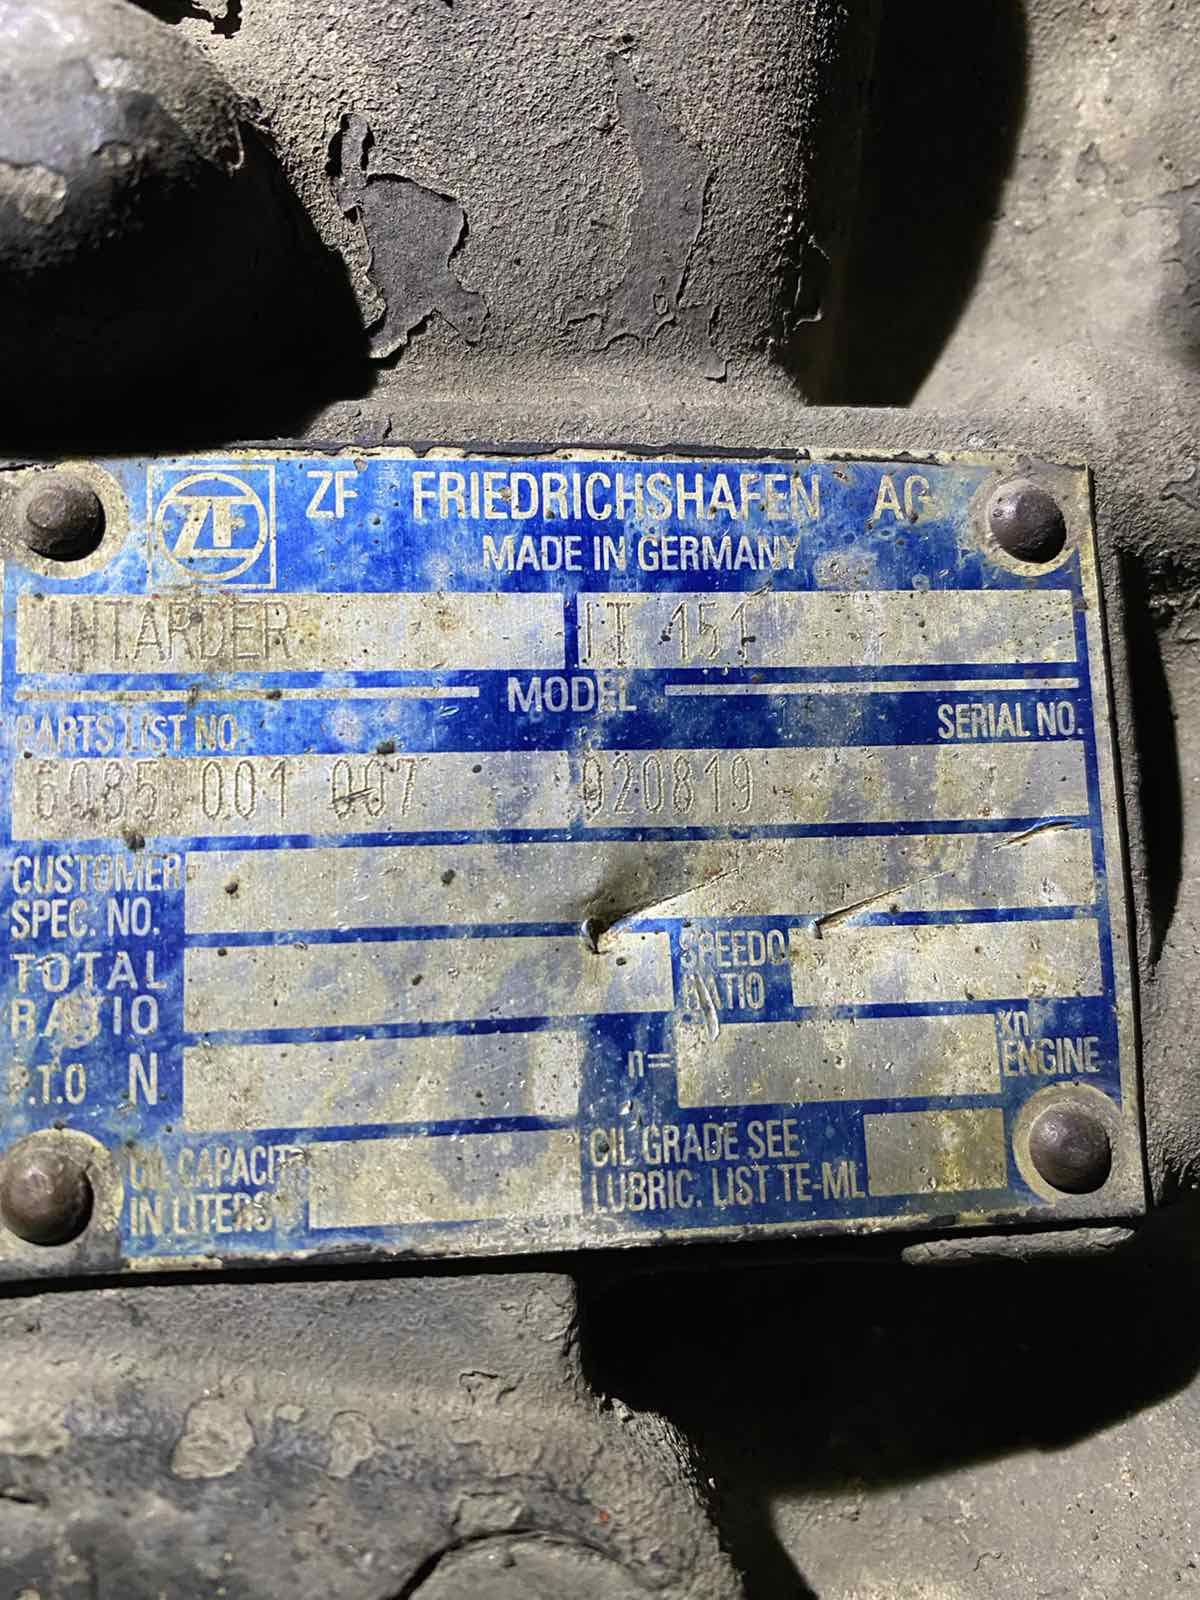 ZF
ZF FRIEDRICHSHAFEN AG
MADE IN GERMANY
INTARDER IT 151
MODEL
PARTS LIST NO. SERIAL NO.
6085 001 007 020819
CUSTOMER
SPEC. NO.
TOTAL
RATIO
SPEEDO
RATIO
P.T.O N
n=
ENGINE
OIL CAPACITY
IN LITERS
OIL GRADE SEE
LUBRIC. LIST TE-ML